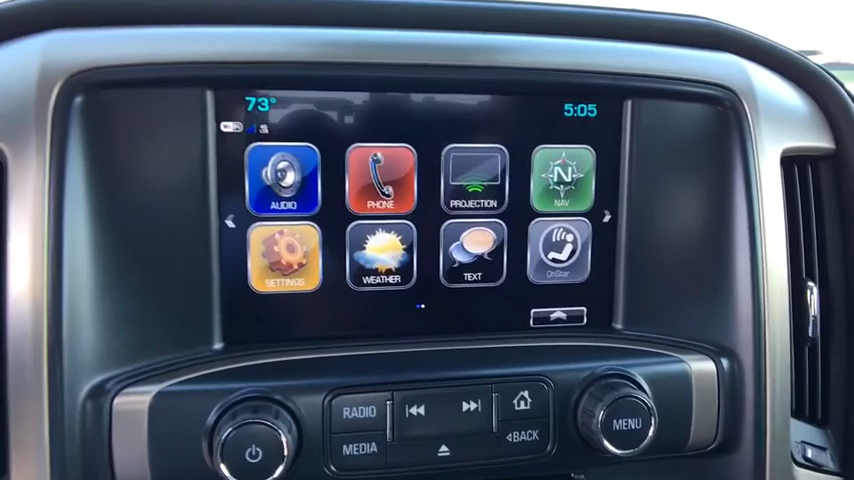 73°
5:05
AUDIO
PHONE
PROJECTION
N
NAV
SETTINGS
WEATHER
TEXT
OnStar
RADIO
MEDIA
BACK
MENU